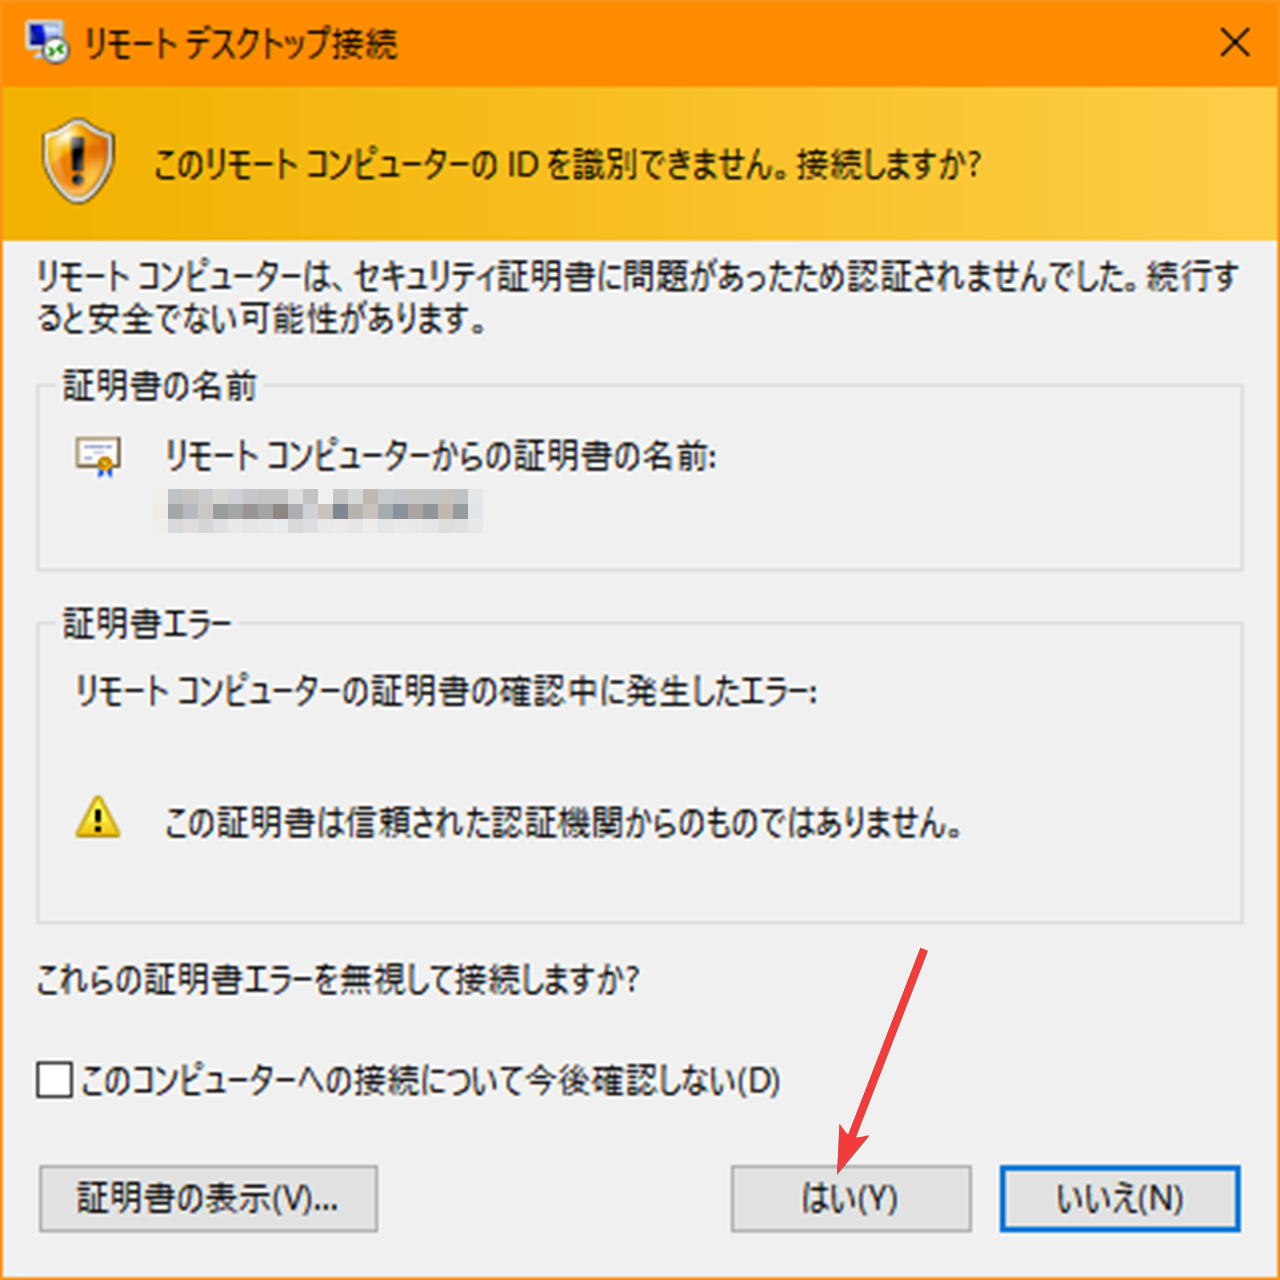 リモート デスクトップ接続
このリモート コンピューターの ID を識別できません。接続しますか?
リモート コンピューターは、セキュリティ証明書に問題があったため認証されませんでした。続行す
ると安全でない可能性があります。
証明書の名前
リモート コンピューターからの証明書の名前:
証明書エラー
リモート コンピューターの証明書の確認中に発生したエラー:
この証明書は信頼された認証機関からのものではありません。
これらの証明書エラーを無視して接続しますか?
このコンピューターへの接続について今後確認しない(D)
証明書の表示(V)...
はい(Y)
いいえ(N)